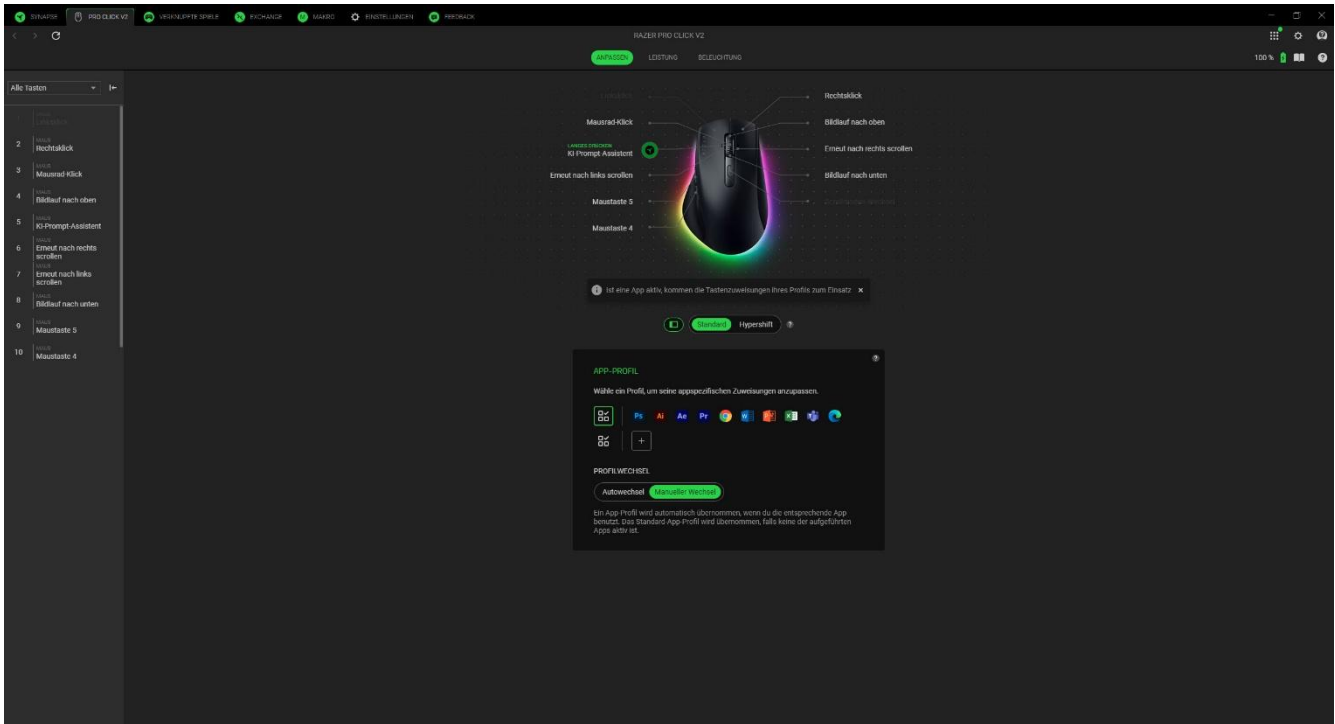 SYNAPSE
PRO CLICK V2
VERKNÜPFTE SPIELE
EXCHANGE
MAKRO
EINSTELLUNGEN
FEEDBACK
RAZER PRO CLICK V2
ANPASSEN
LEISTUNG
BELEUCHTUNG
100 %
Alle Tasten
2
MAUS
Rechtsklick
3
MAUS
Mausrad-Klick
4
MAUS
Bildlauf nach oben
5
MAUS
KI-Prompt-Assistent
6
MAUS
Erneut nach rechts
scrollen
7
MAUS
Erneut nach links
scrollen
8
MAUS
Bildlauf nach unten
9
MAUS
Maustaste 5
10
MAUS
Maustaste 4
Mausrad-Klick
LANGES DRÜCKEN
KI Prompt Assistent
Erneut nach links scrollen
Maustaste 5
Maustaste 4
Rechtsklick
Bildlauf nach oben
Erneut nach rechts scrollen
Bildlauf nach unten
Ist eine App aktiv, kommen die Tastenzuweisungen ihres Profils zum Einsatz
Standard
Hypershift
APP-PROFIL
Wähle ein Profil, um seine appspezifischen Zuweisungen anzupassen.
Ps
Ai
Ae
Pr
PROFILWECHSEL
Autowechsel
Manueller Wechsel
Ein App-Profil wird automatisch übernommen, wenn du die entsprechende App
benutzt. Das Standard-App-Profil wird übernommen, falls keine der aufgeführten
Apps aktiv ist.